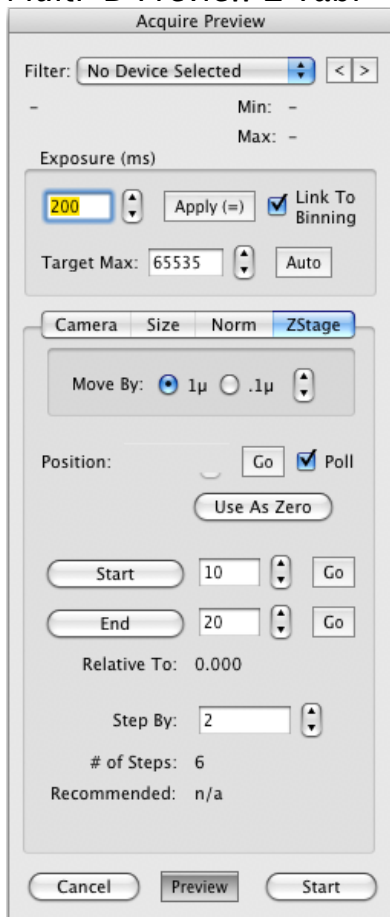 Acquire Preview
Filter: No Device Selected < >
– Min: –
Max: –
Exposure (ms)
200 Apply (=) Link To Binning
Target Max: 65535 Auto
Camera Size Norm ZStage
Move By: 1µ .1µ
Position: Go Poll
Use As Zero
Start 10 Go
End 20 Go
Relative To: 0.000
Step By: 2
# of Steps: 6
Recommended: n/a
Cancel Preview Start